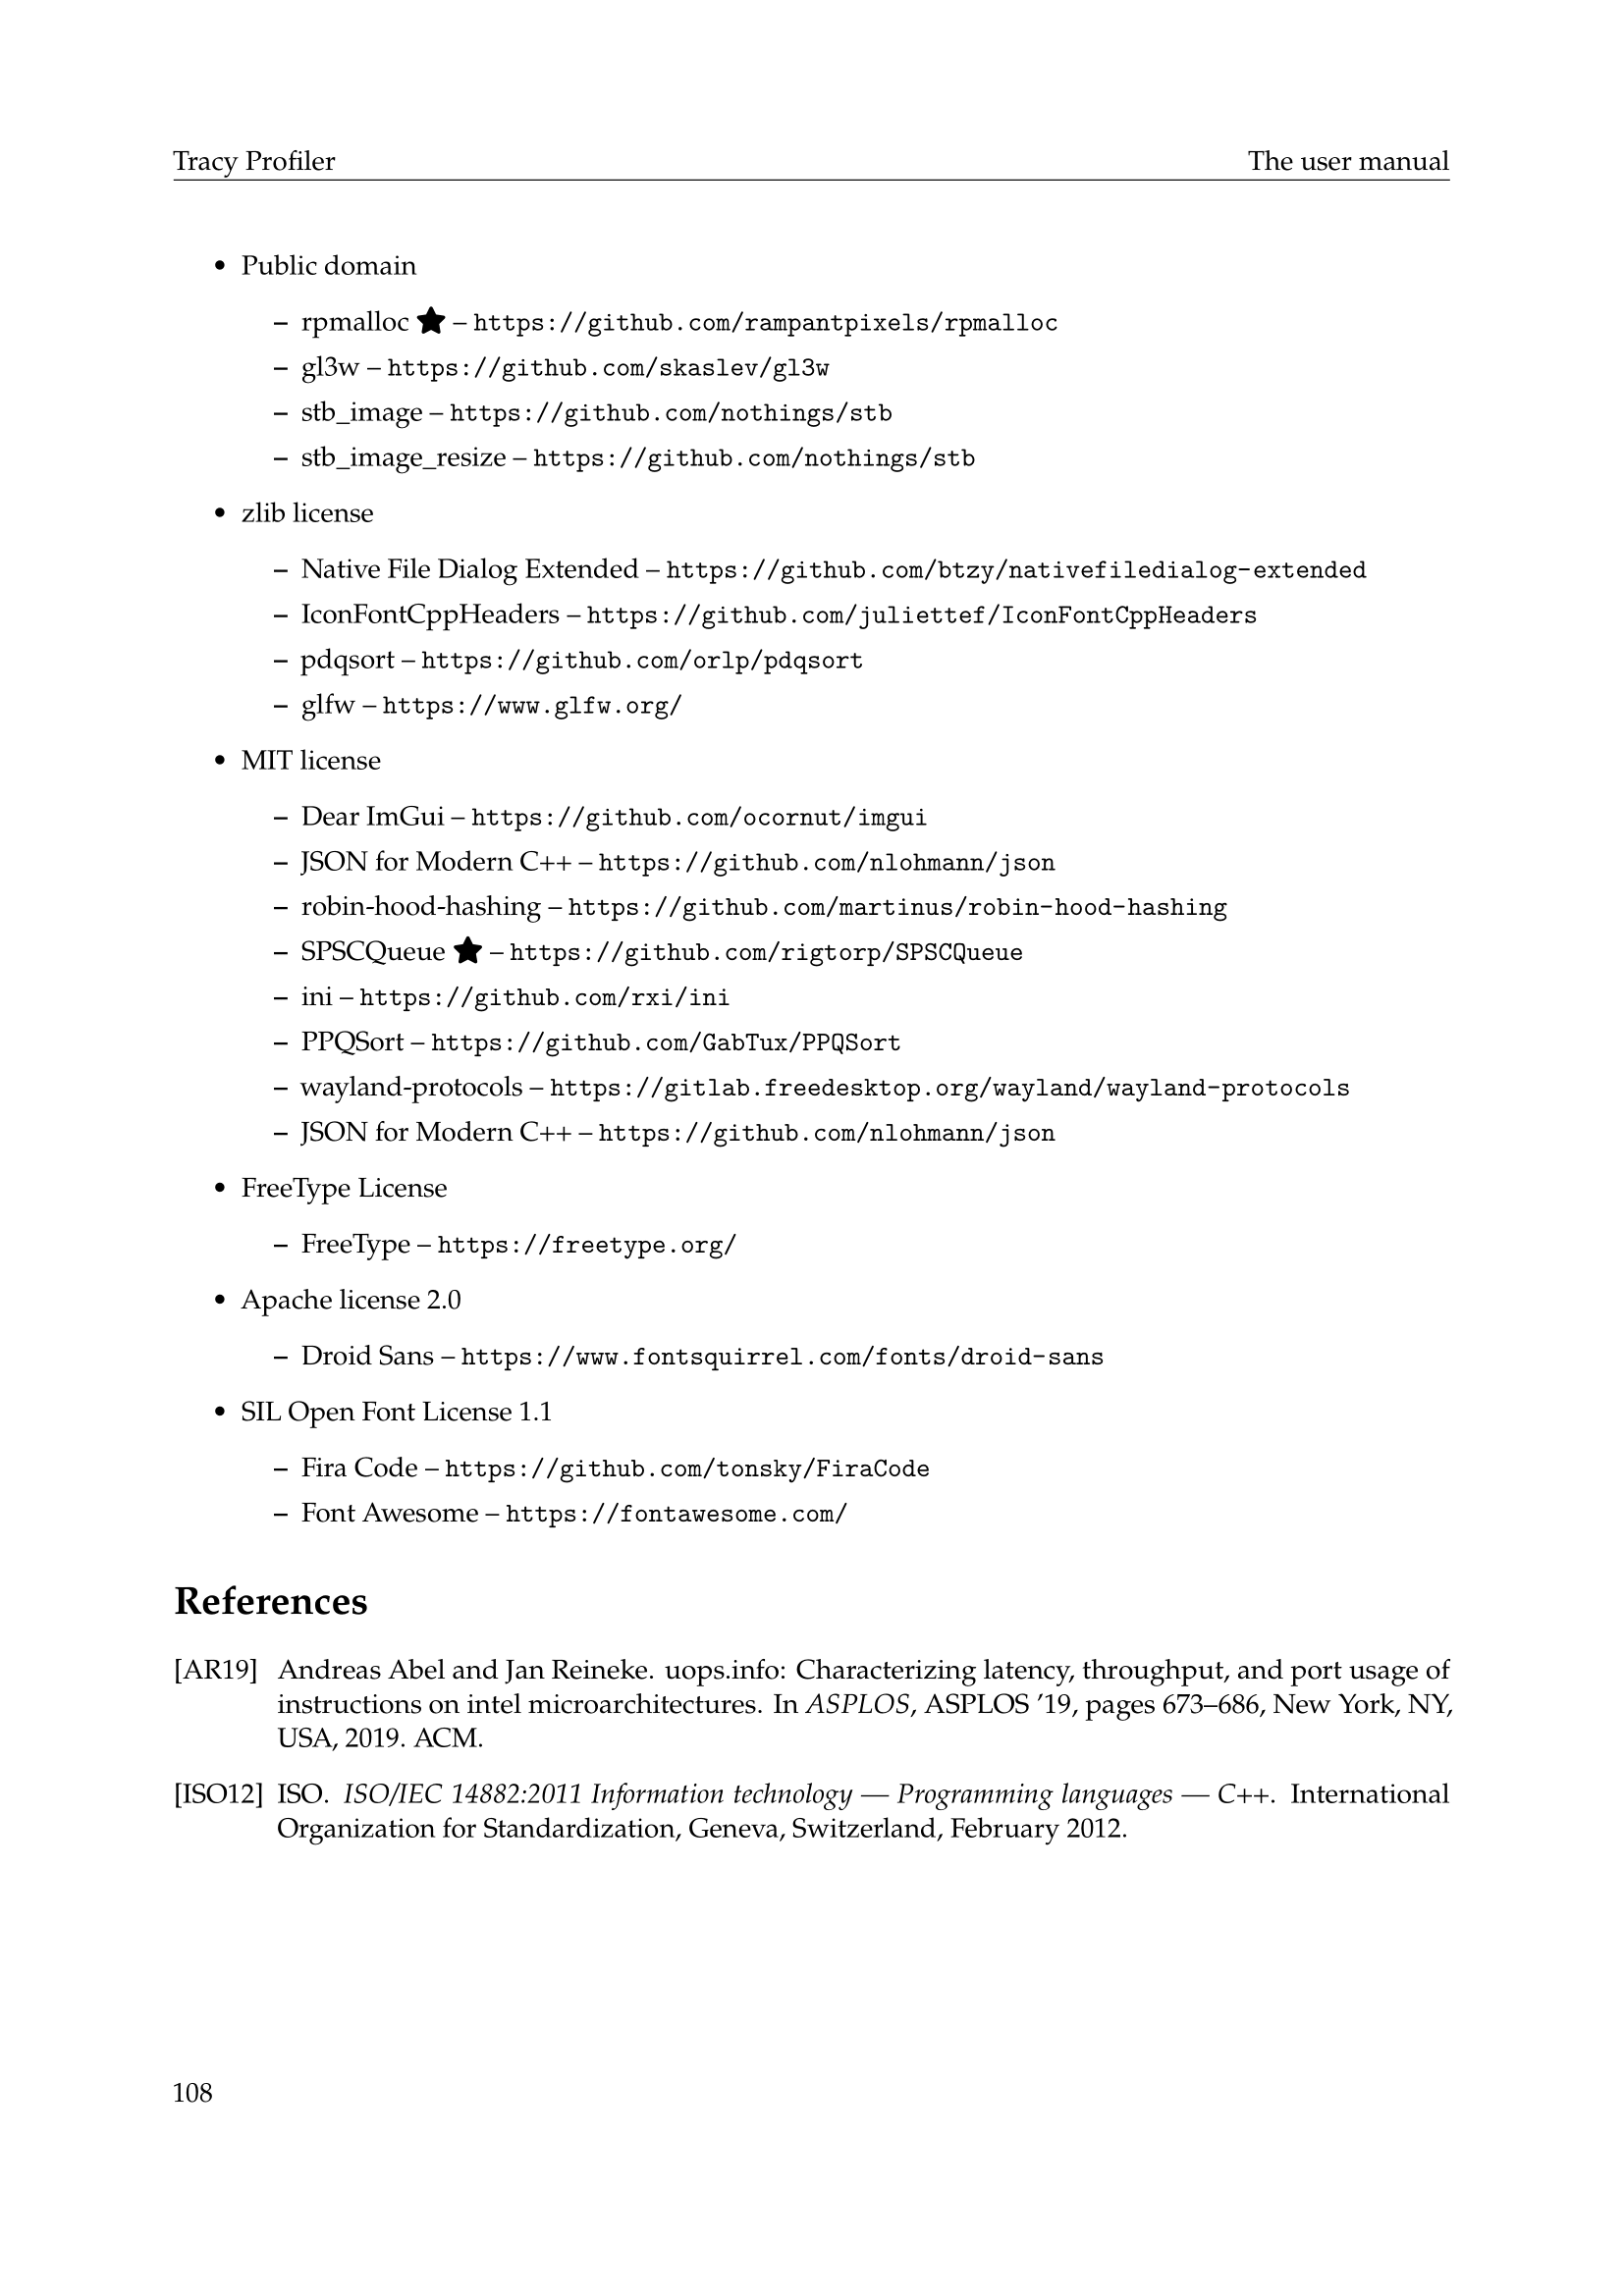 Tracy Profiler The user manual
• Public domain
– rpmalloc ★ – https://github.com/rampantpixels/rpmalloc
– gl3w – https://github.com/skaslev/gl3w
– stb_image – https://github.com/nothings/stb
– stb_image_resize – https://github.com/nothings/stb
• zlib license
– Native File Dialog Extended – https://github.com/btzy/nativefiledialog-extended
– IconFontCppHeaders – https://github.com/juliettef/IconFontCppHeaders
– pdqsort – https://github.com/orlp/pdqsort
– glfw – https://www.glfw.org/
• MIT license
– Dear ImGui – https://github.com/ocornut/imgui
– JSON for Modern C++ – https://github.com/nlohmann/json
– robin-hood-hashing – https://github.com/martinus/robin-hood-hashing
– SPSCQueue ★ – https://github.com/rigtorp/SPSCQueue
– ini – https://github.com/rxi/ini
– PPQSort – https://github.com/GabTux/PPQSort
– wayland-protocols – https://gitlab.freedesktop.org/wayland/wayland-protocols
– JSON for Modern C++ – https://github.com/nlohmann/json
• FreeType License
– FreeType – https://freetype.org/
• Apache license 2.0
– Droid Sans – https://www.fontsquirrel.com/fonts/droid-sans
• SIL Open Font License 1.1
– Fira Code – https://github.com/tonsky/FiraCode
– Font Awesome – https://fontawesome.com/
References
[AR19] Andreas Abel and Jan Reineke. uops.info: Characterizing latency, throughput, and port usage of
instructions on intel microarchitectures. In ASPLOS, ASPLOS ’19, pages 673–686, New York, NY,
USA, 2019. ACM.
[ISO12] ISO. ISO/IEC 14882:2011 Information technology — Programming languages — C++. International
Organization for Standardization, Geneva, Switzerland, February 2012.
108